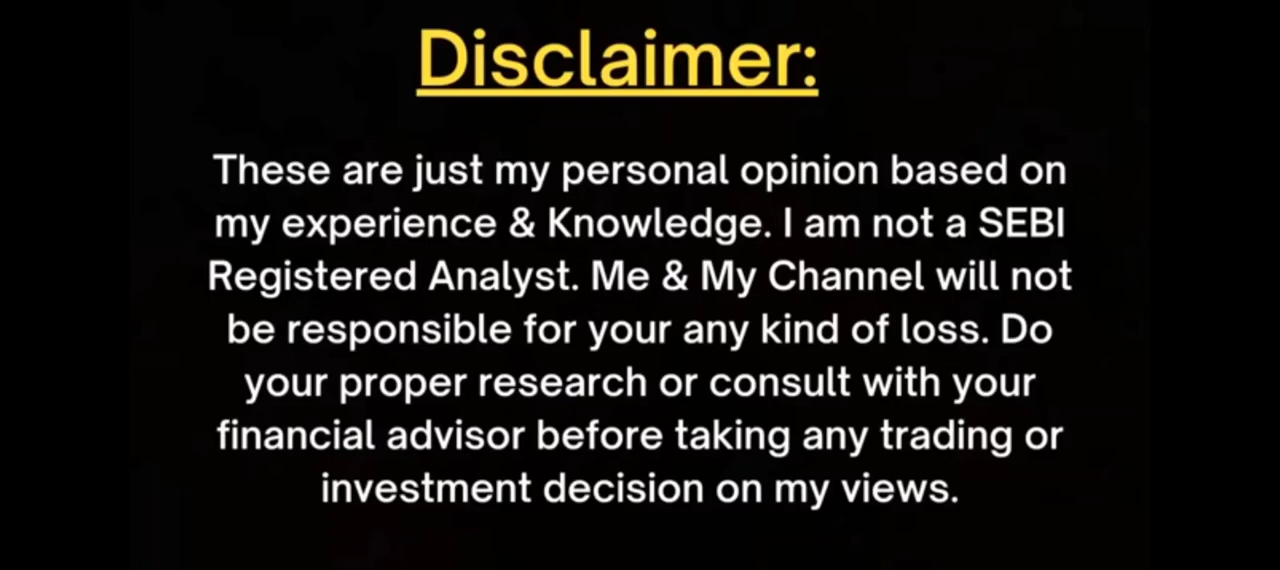 Disclaimer:
These are just my personal opinion based on
my experience & Knowledge. I am not a SEBI
Registered Analyst. Me & My Channel will not
be responsible for your any kind of loss. Do
your proper research or consult with your
financial advisor before taking any trading or
investment decision on my views.